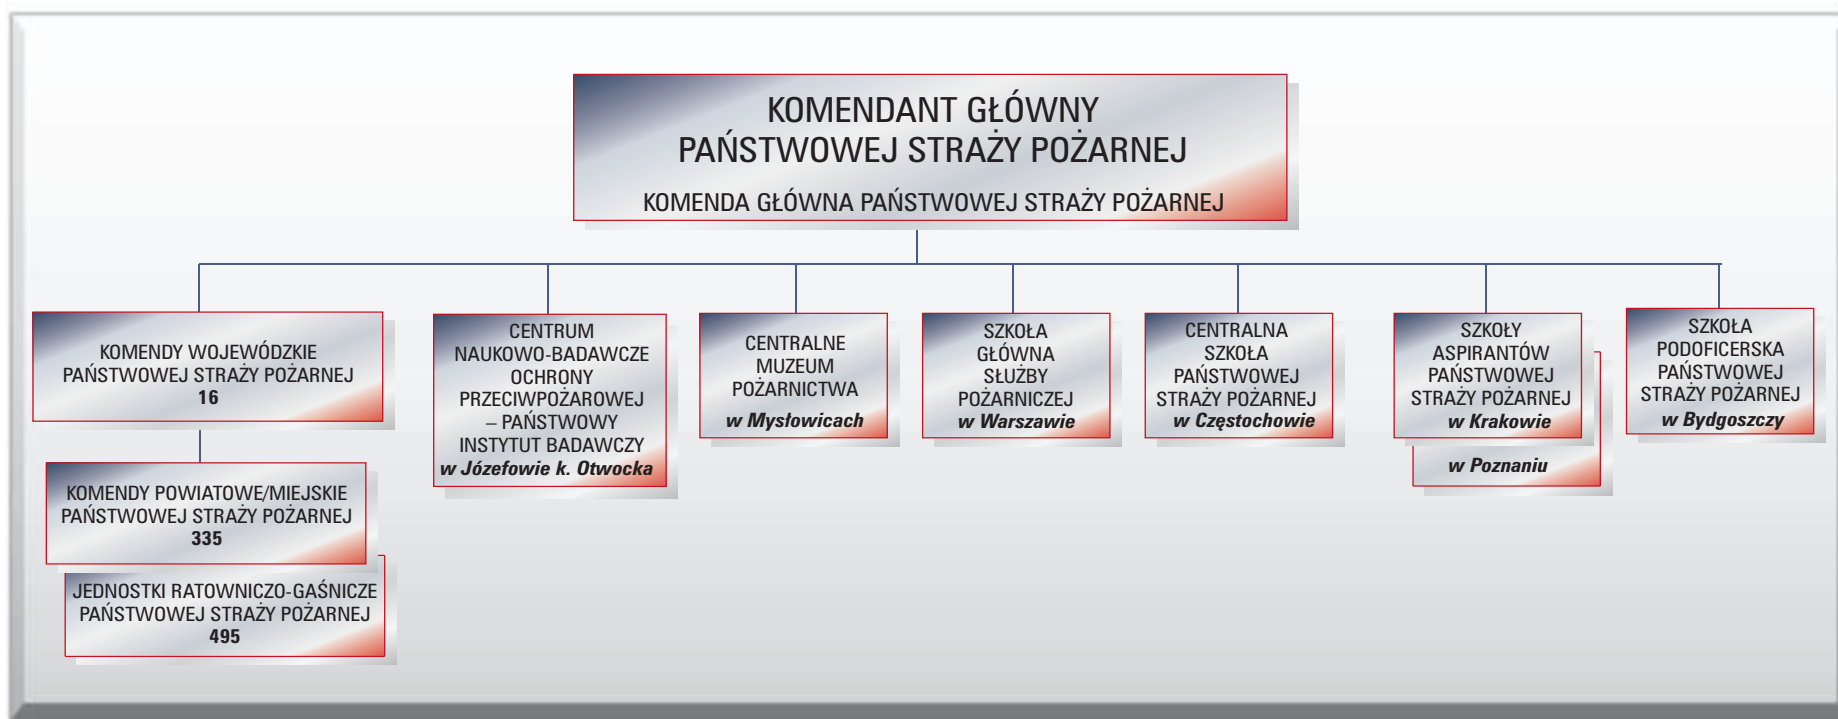 KOMENDANT GŁÓWNY
PAŃSTWOWEJ STRAŻY POŻARNEJ
KOMENDA GŁÓWNA PAŃSTWOWEJ STRAŻY POŻARNEJ
KOMENDY WOJEWÓDZKIE
PAŃSTWOWEJ STRAŻY POŻARNEJ
16
KOMENDY POWIATOWE/MIEJSKIE
PAŃSTWOWEJ STRAŻY POŻARNEJ
335
JEDNOSTKI RATOWNICZO-GAŚNICZE
PAŃSTWOWEJ STRAŻY POŻARNEJ
495
CENTRUM
NAUKOWO-BADAWCZE
OCHRONY
PRZECIWPOŻAROWEJ
– PAŃSTWOWY
INSTYTUT BADAWCZY
w Józefowie k. Otwocka
CENTRALNE
MUZEUM
POŻARNICTWA
w Mysłowicach
SZKOŁA
GŁÓWNA
SŁUŻBY
POŻARNICZEJ
w Warszawie
CENTRALNA
SZKOŁA
PAŃSTWOWEJ
STRAŻY POŻARNEJ
w Częstochowie
SZKOŁY
ASPIRANTÓW
PAŃSTWOWEJ
STRAŻY POŻARNEJ
w Krakowie
w Poznaniu
SZKOŁA
PODOFICERSKA
PAŃSTWOWEJ
STRAŻY POŻARNEJ
w Bydgoszczy